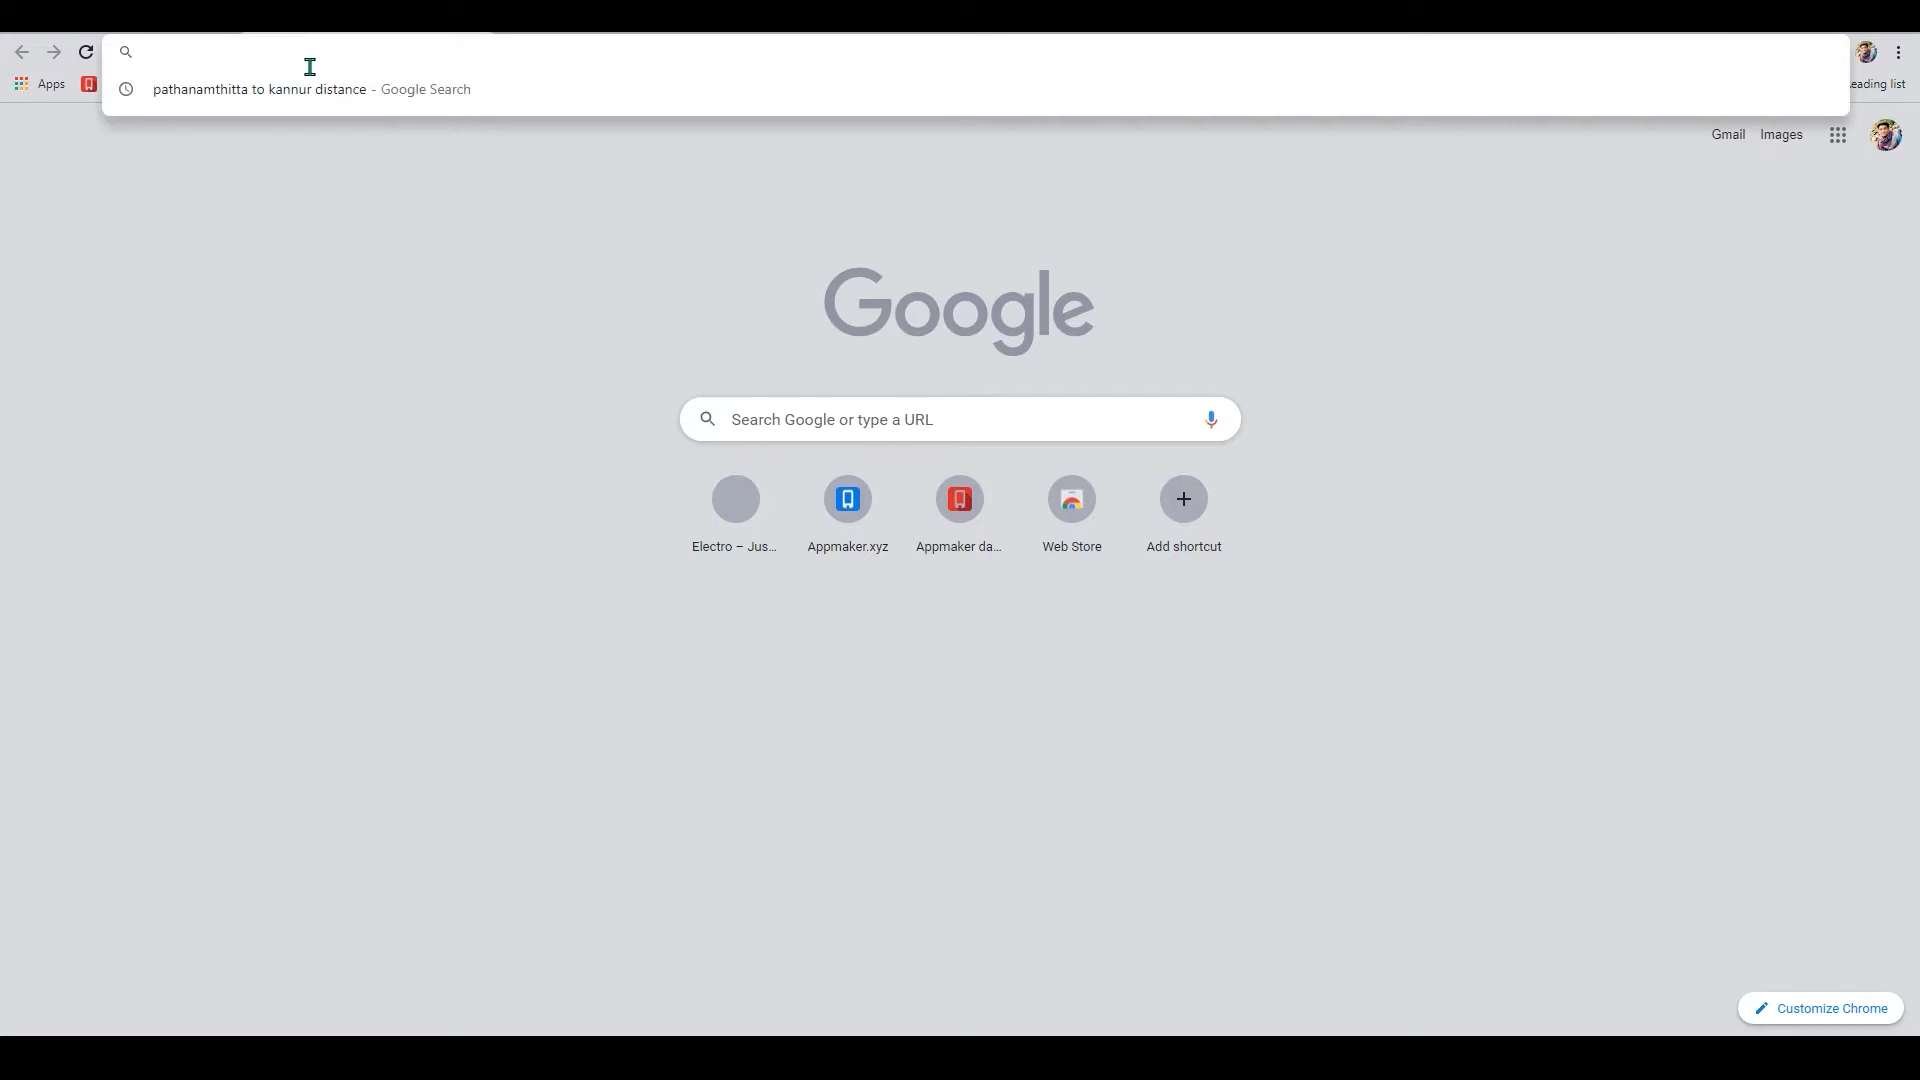 pathanamthitta to kannur distance - Google Search
Apps
eading list
Gmail Images
Google
Search Google or type a URL
Electro – Jus...
Appmaker.xyz
Appmaker da...
Web Store
Add shortcut
Customize Chrome